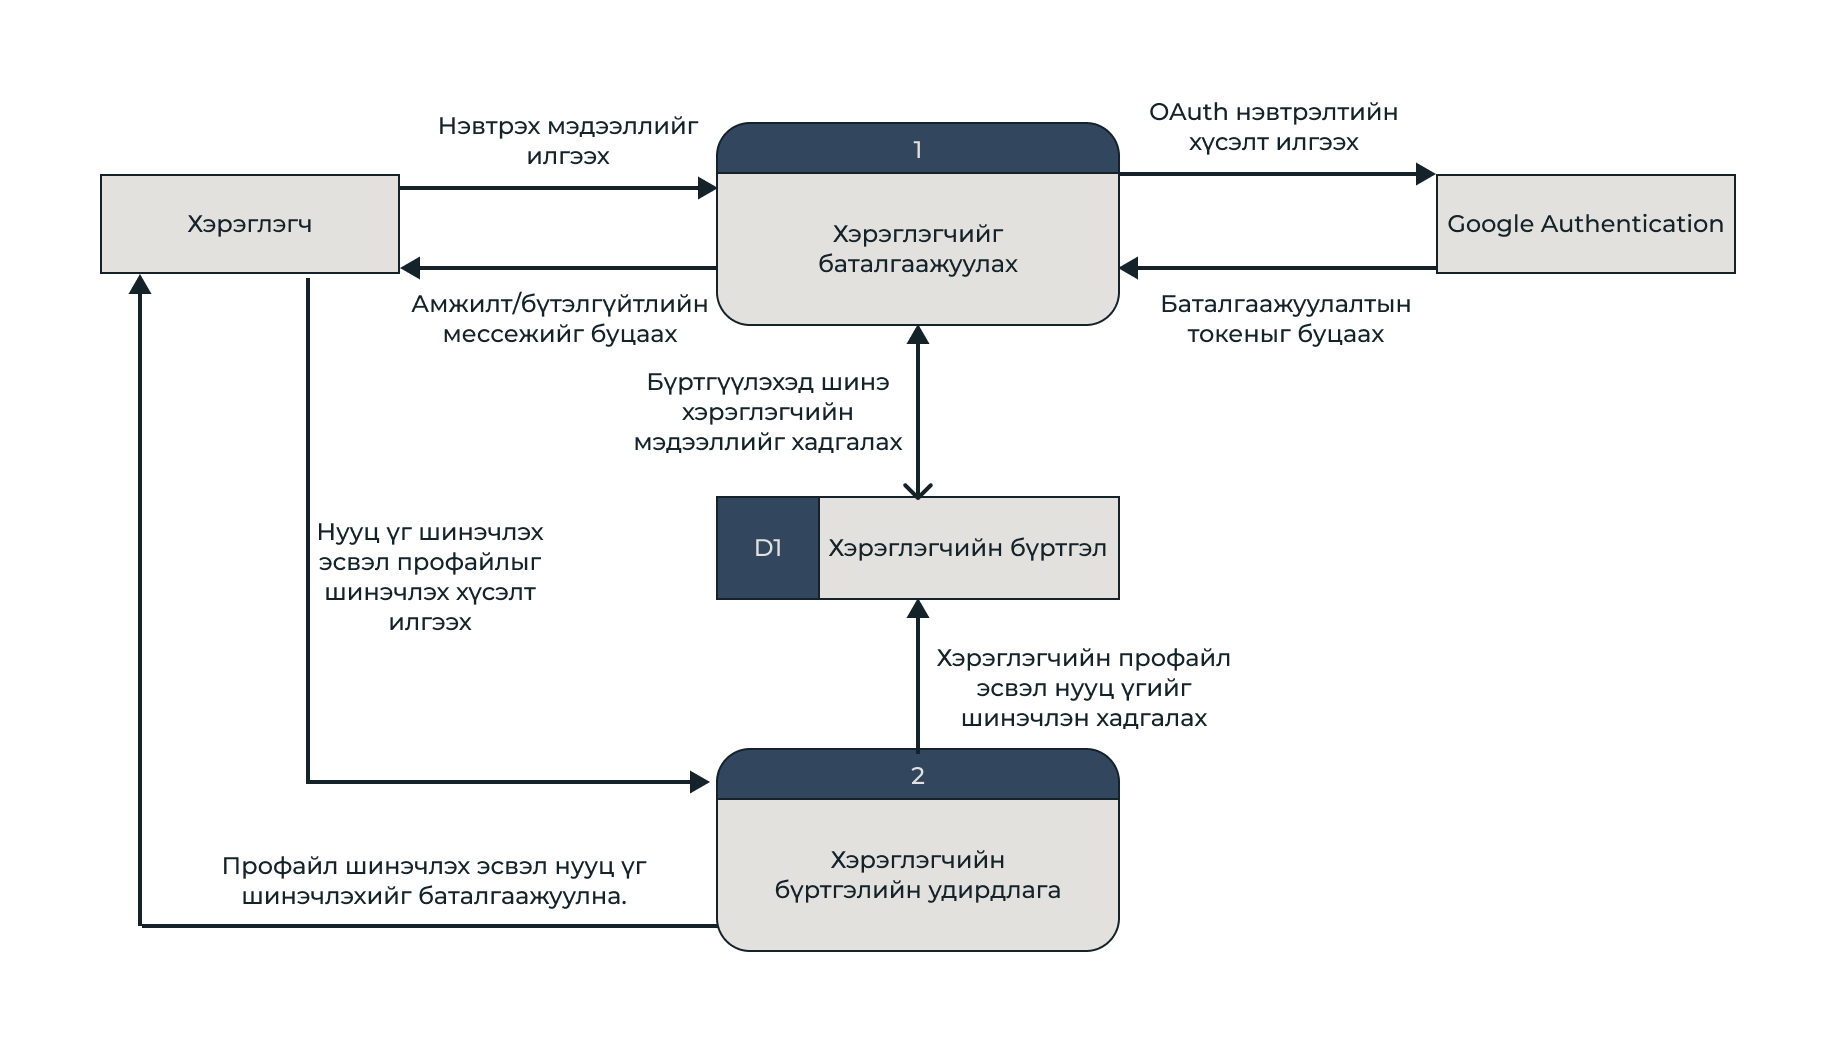 Нэвтрэх мэдээллийг
илгээх
1
OAuth нэвтрэлтийн
хүсэлт илгээх
Хэрэглэгч
Хэрэглэгчийг
баталгаажуулах
Google Authentication
Амжилт/бүтэлгүйтлийн
мессежийг буцаах
Баталгаажуулалтын
токеныг буцаах
Бүртгүүлэхэд шинэ
хэрэглэгчийн
мэдээллийг хадгалах
D1
Хэрэглэгчийн бүртгэл
Нууц үг шинэчлэх
эсвэл профайлыг
шинэчлэх хүсэлт
илгээх
Хэрэглэгчийн профайл
эсвэл нууц үгийг
шинэчлэн хадгалах
2
Хэрэглэгчийн
бүртгэлийн удирдлага
Профайл шинэчлэх эсвэл нууц үг
шинэчлэхийг баталгаажуулна.